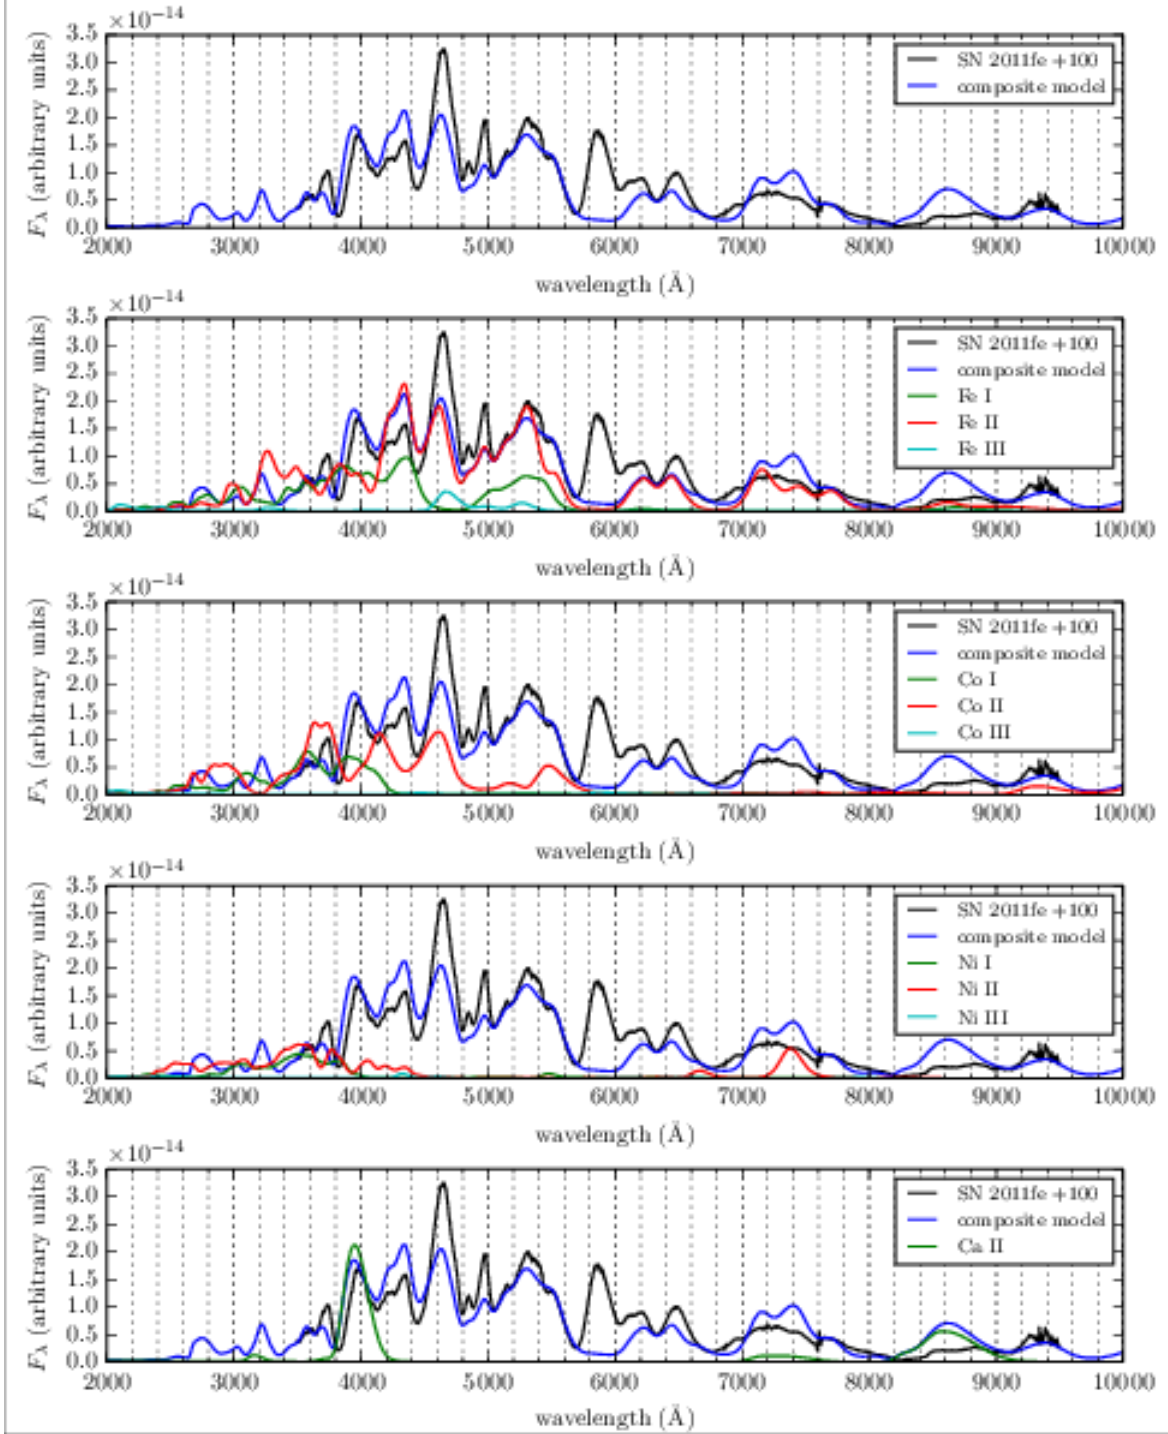 ×10−14
3.5
3.0
2.5
2.0
1.5
1.0
0.5
0.0
Fλ (arbitrary units)
SN 2011fe +100
composite model
2000 3000 4000 5000 6000 7000 8000 9000 10000
wavelength (Å)
×10−14
3.5
3.0
2.5
2.0
1.5
1.0
0.5
0.0
Fλ (arbitrary units)
SN 2011fe +100
composite model
Fe I
Fe II
Fe III
2000 3000 4000 5000 6000 7000 8000 9000 10000
wavelength (Å)
×10−14
3.5
3.0
2.5
2.0
1.5
1.0
0.5
0.0
Fλ (arbitrary units)
SN 2011fe +100
composite model
Co I
Co II
Co III
2000 3000 4000 5000 6000 7000 8000 9000 10000
wavelength (Å)
×10−14
3.5
3.0
2.5
2.0
1.5
1.0
0.5
0.0
Fλ (arbitrary units)
SN 2011fe +100
composite model
Ni I
Ni II
Ni III
2000 3000 4000 5000 6000 7000 8000 9000 10000
wavelength (Å)
×10−14
3.5
3.0
2.5
2.0
1.5
1.0
0.5
0.0
Fλ (arbitrary units)
SN 2011fe +100
composite model
Ca II
2000 3000 4000 5000 6000 7000 8000 9000 10000
wavelength (Å)